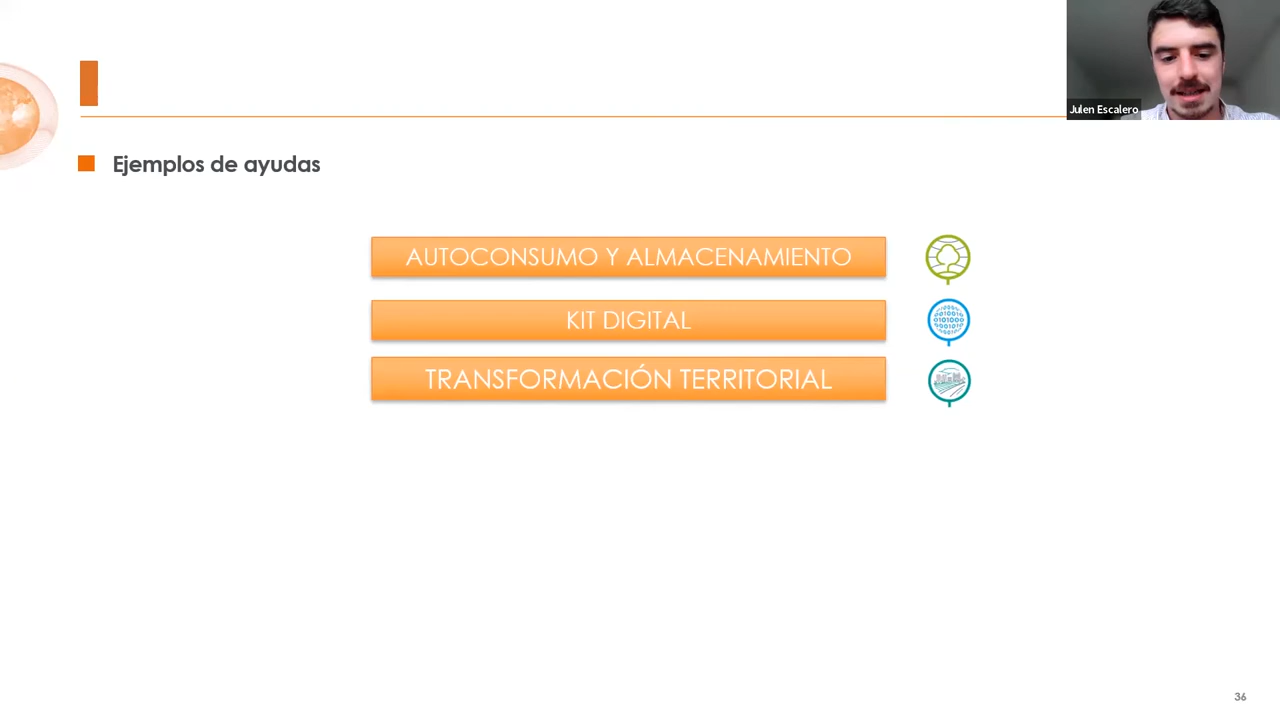 Julen Escalero
Ejemplos de ayudas
AUTOCONSUMO Y ALMACENAMIENTO
KIT DIGITAL
TRANSFORMACIÓN TERRITORIAL
36